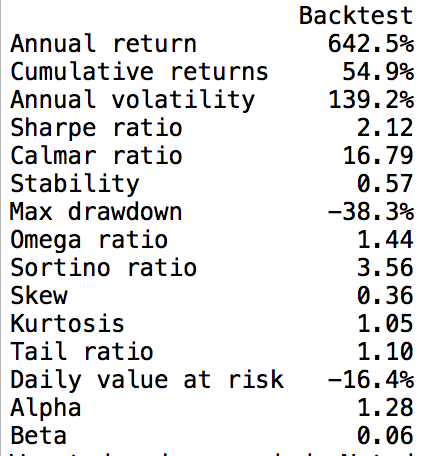 Backtest
Annual return 642.5%
Cumulative returns 54.9%
Annual volatility 139.2%
Sharpe ratio 2.12
Calmar ratio 16.79
Stability 0.57
Max drawdown -38.3%
Omega ratio 1.44
Sortino ratio 3.56
Skew 0.36
Kurtosis 1.05
Tail ratio 1.10
Daily value at risk -16.4%
Alpha 1.28
Beta 0.06